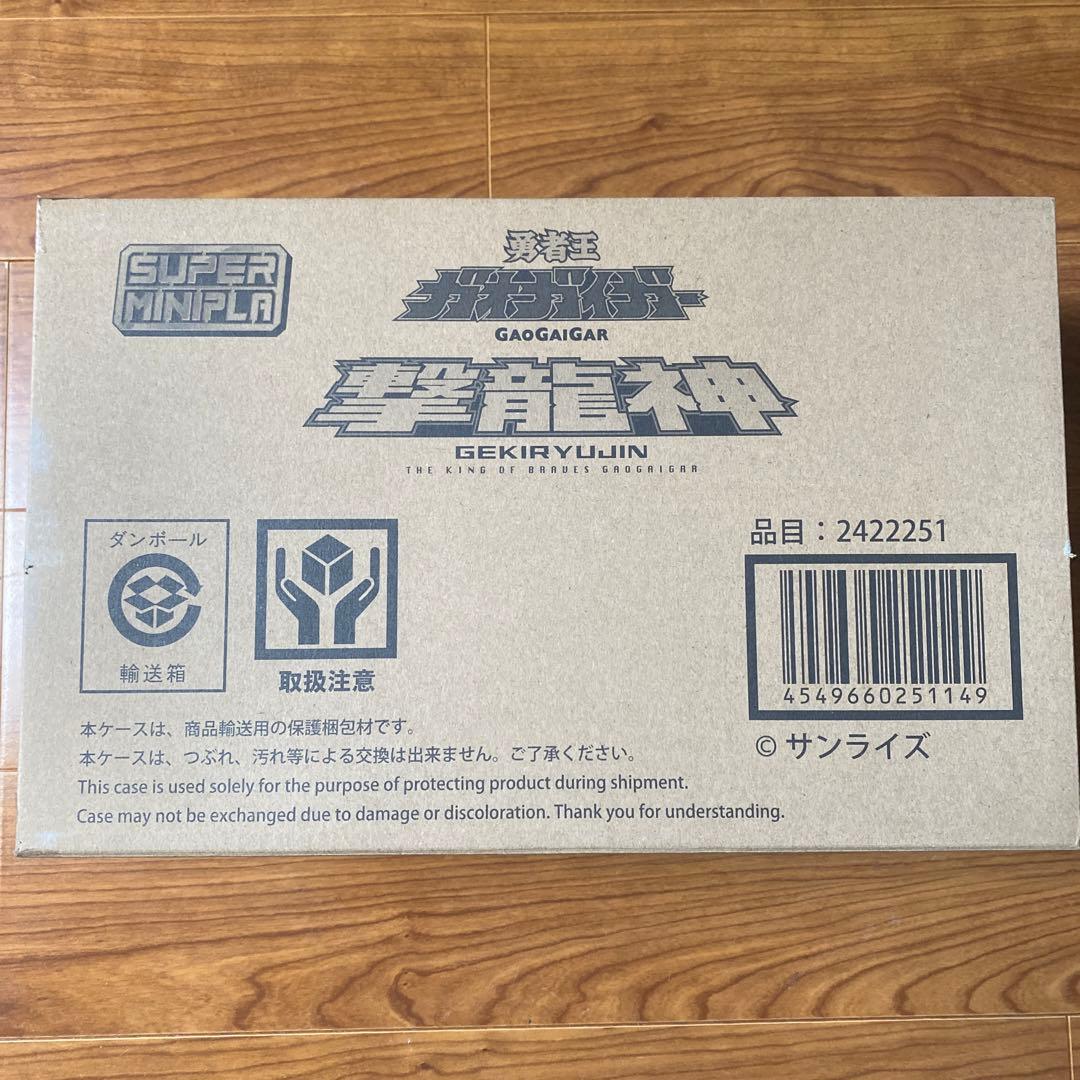 SUPER
MINIPLA
勇者王
ガオガイガー
GAOGAIGAR
撃龍神
GEKIRYUJIN
THE KING OF BRAVES GAOGAIGAR
ダンボール
輸送箱
取扱注意
品目：2422251
4549660251149
© サンライズ
本ケースは、商品輸送用の保護梱包材です。
本ケースは、つぶれ、汚れ等による交換は出来ません。ご了承ください。
This case is used solely for the purpose of protecting product during shipment.
Case may not be exchanged due to damage or discoloration. Thank you for understanding.